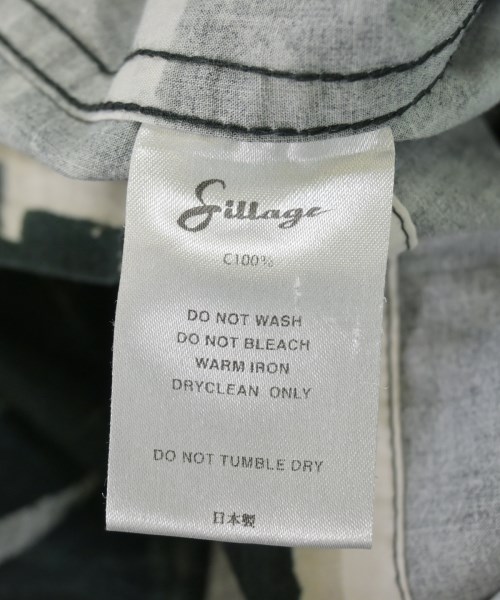 Sillage
C100%
DO NOT WASH
DO NOT BLEACH
WARM IRON
DRYCLEAN ONLY
DO NOT TUMBLE DRY
日本製